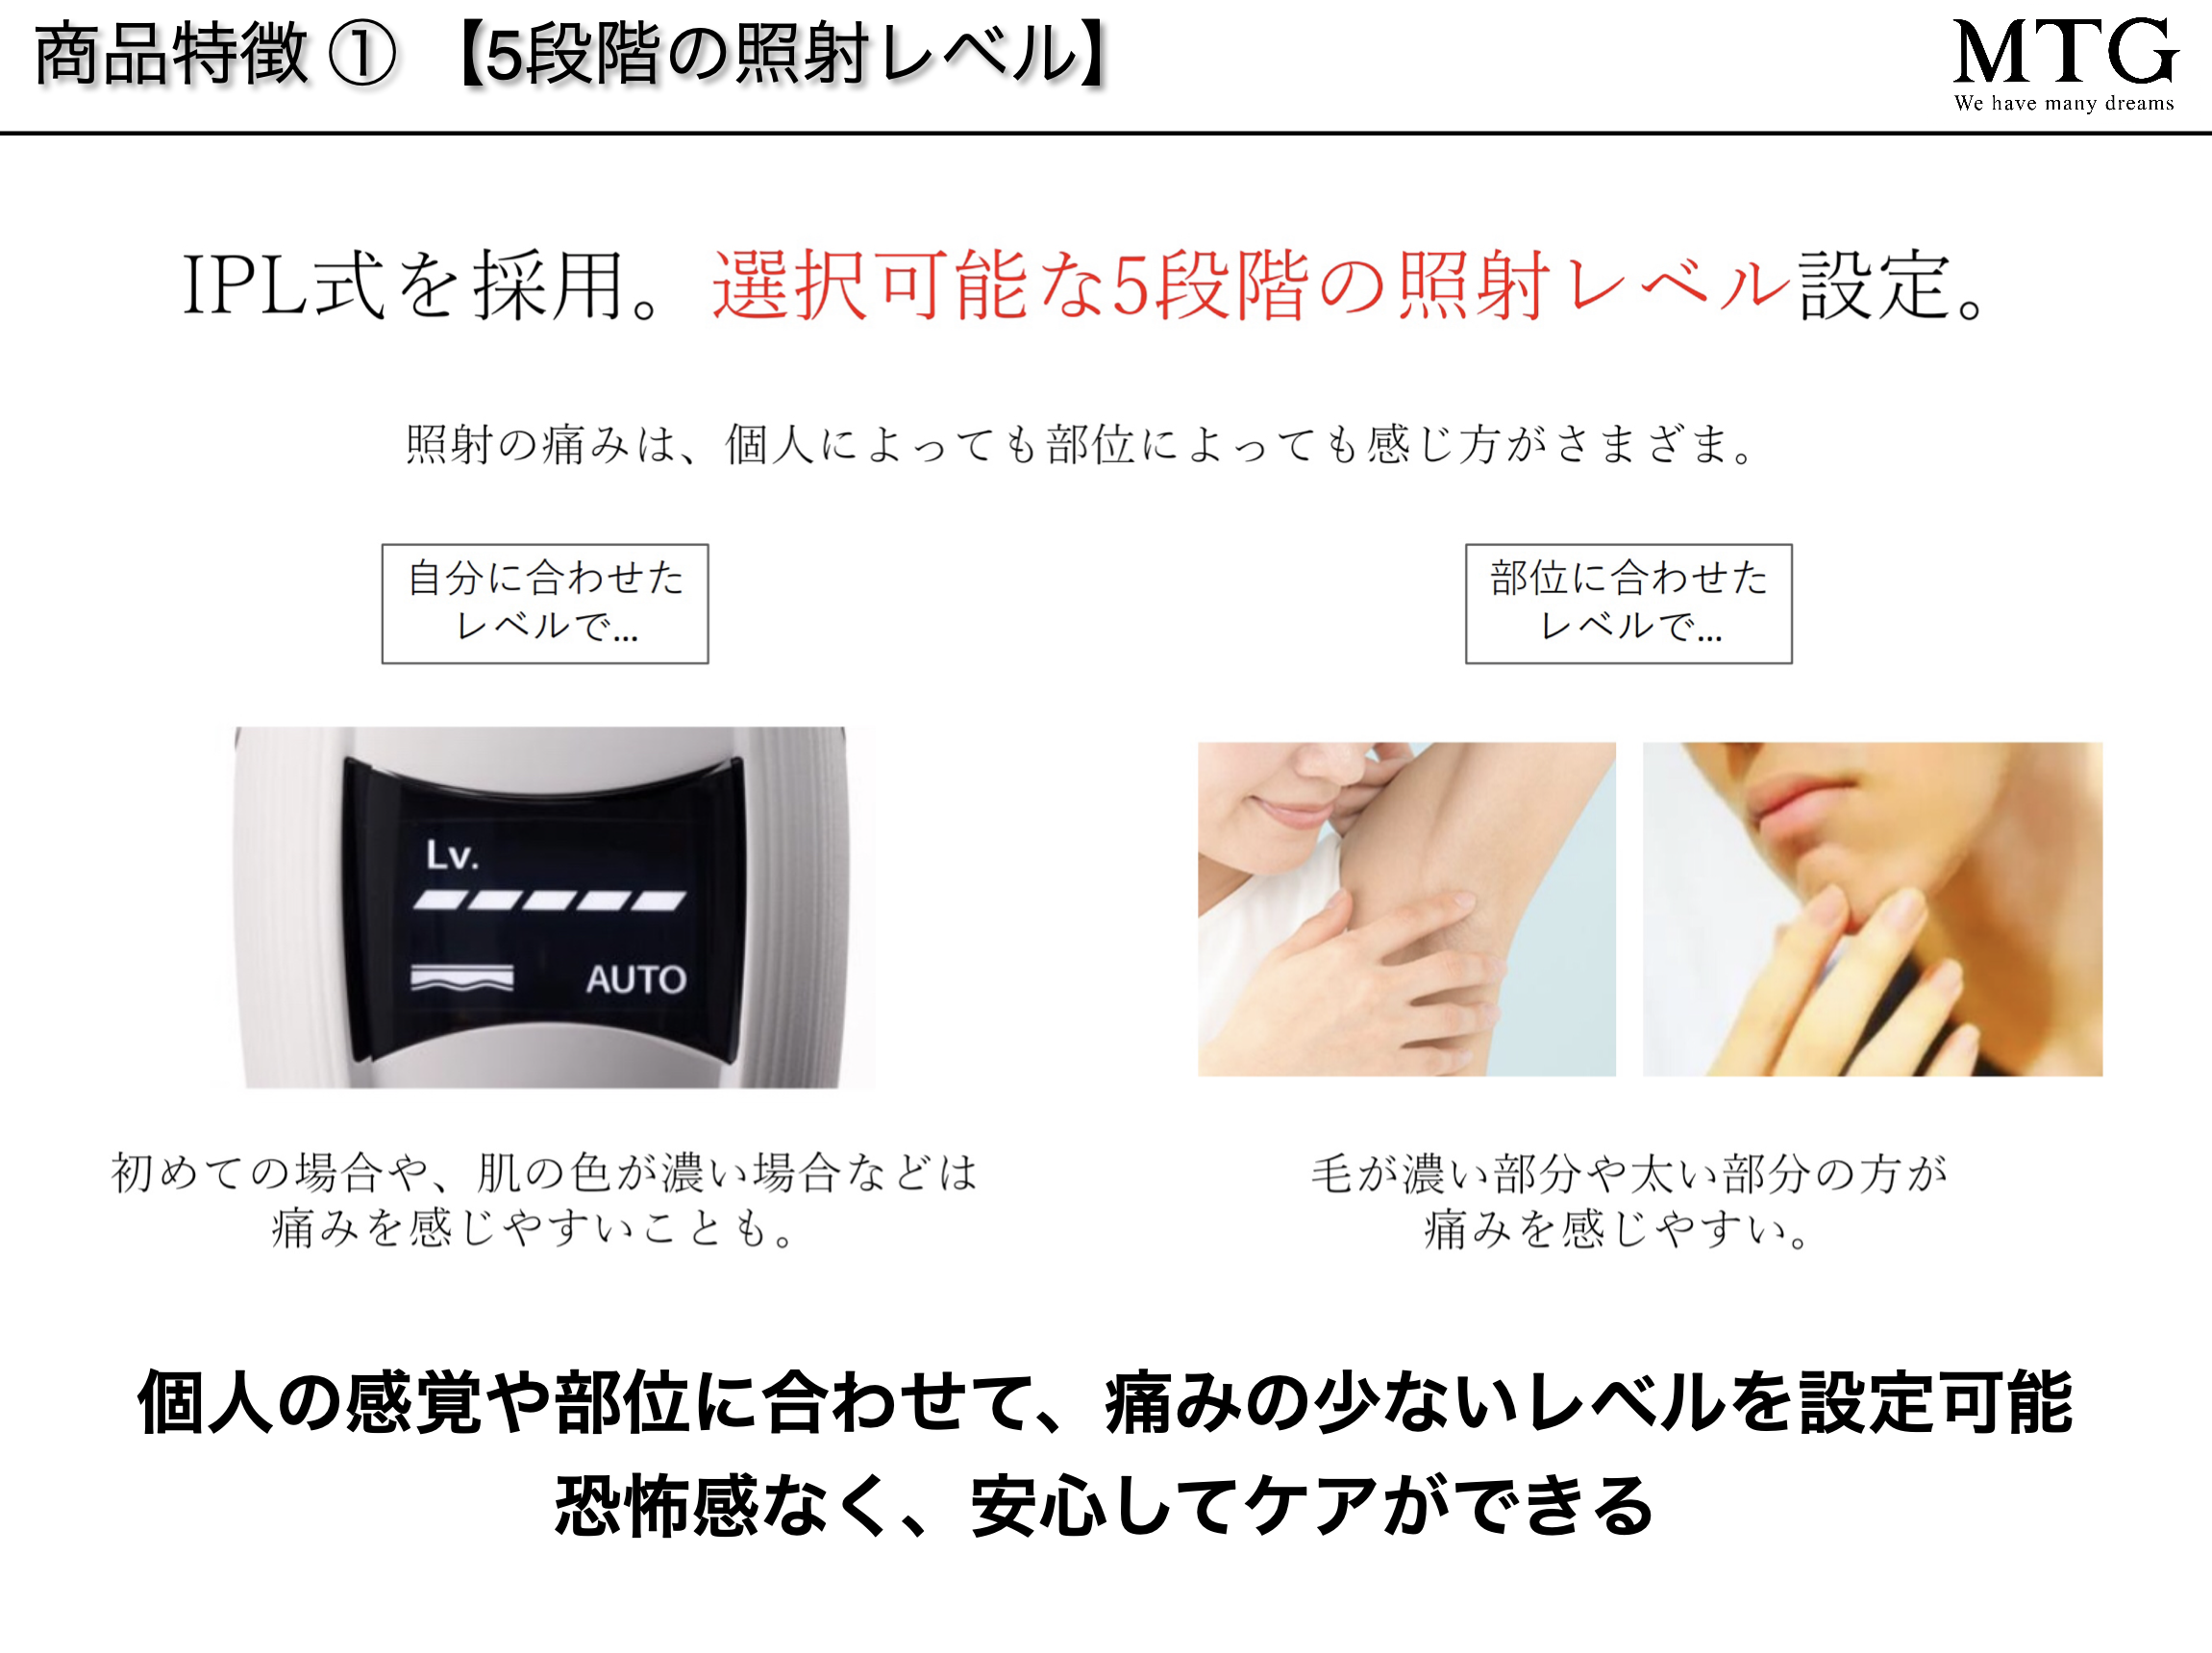 商品特徴 ① 【5段階の照射レベル】
MTG
We have many dreams
IPL式を採用。選択可能な5段階の照射レベル設定。
照射の痛みは、個人によっても部位によっても感じ方がさまざま。
自分に合わせた
レベルで...
部位に合わせた
レベルで...
Lv.
AUTO
初めての場合や、肌の色が濃い場合などは
痛みを感じやすいことも。
毛が濃い部分や太い部分の方が
痛みを感じやすい。
個人の感覚や部位に合わせて、痛みの少ないレベルを設定可能
恐怖感なく、安心してケアができる